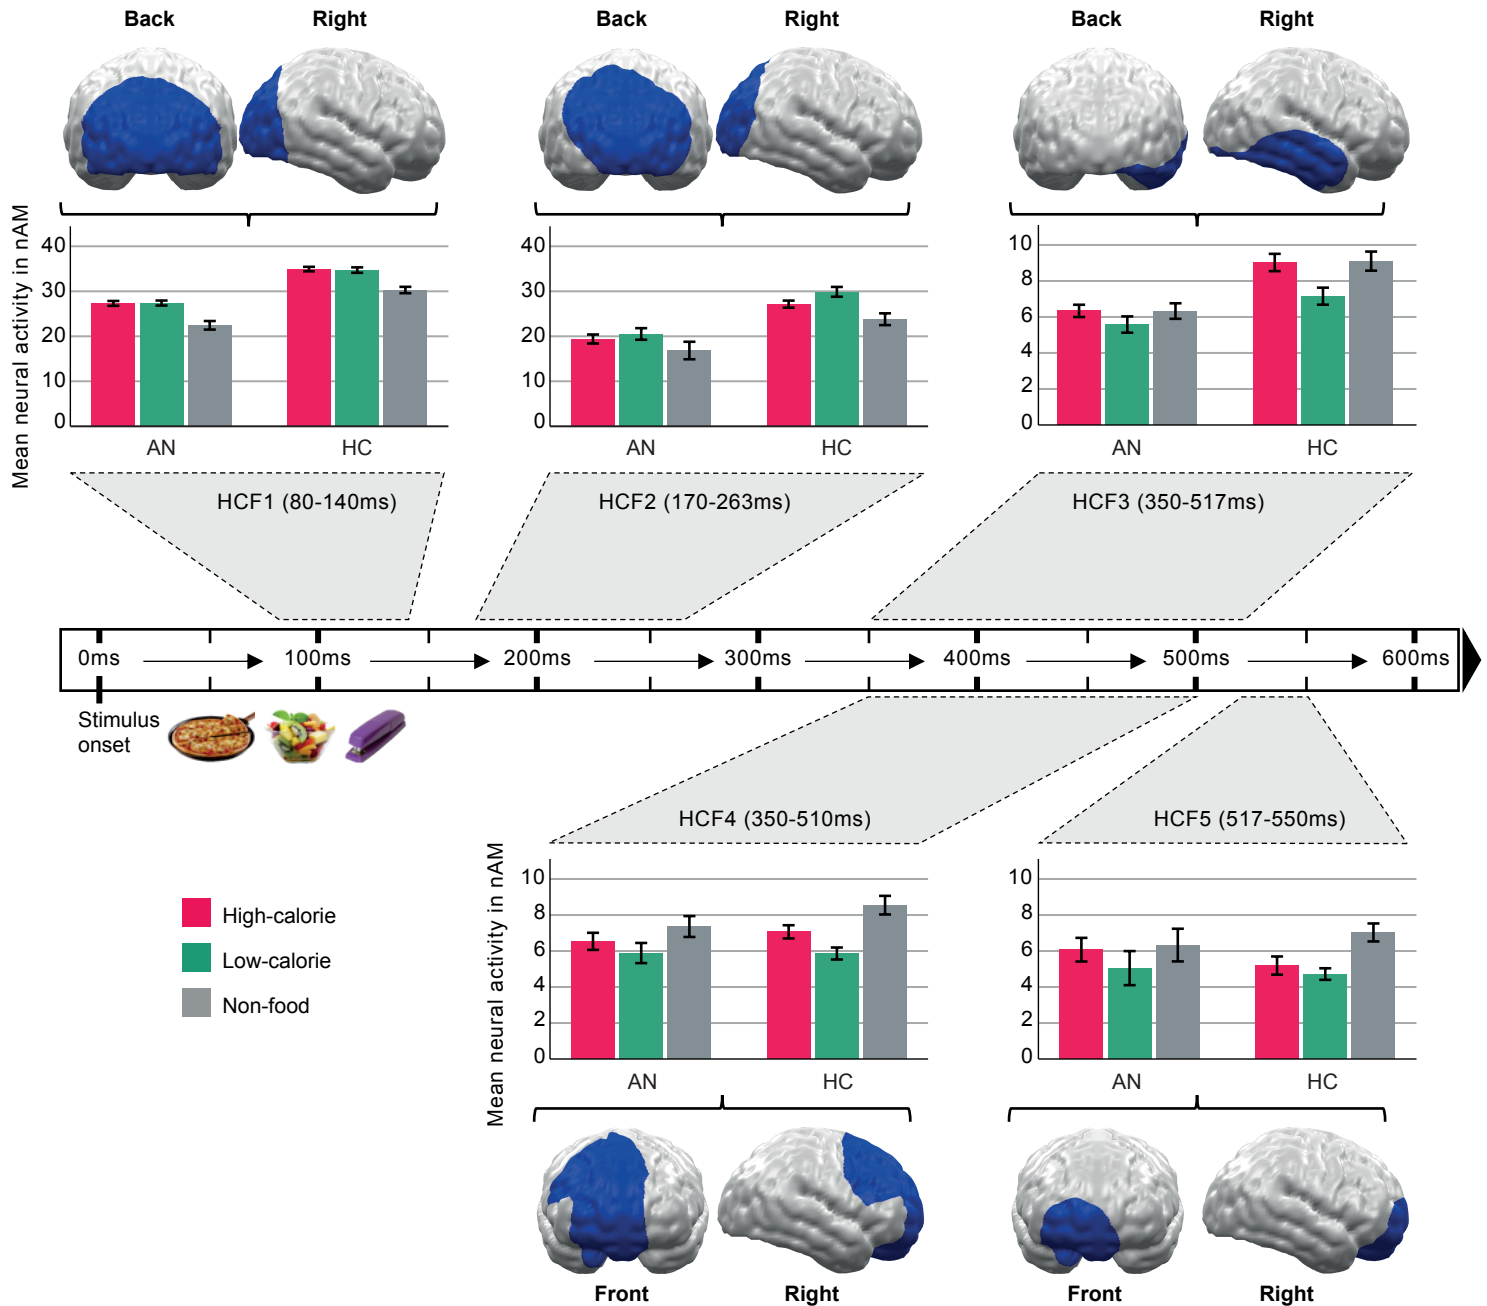 Back Right Back Right Back Right
Mean neural activity in nAM
40
30
20
10
0
AN HC
40
30
20
10
0
AN HC
10
8
6
4
2
0
AN HC
HCF1 (80-140ms) HCF2 (170-263ms) HCF3 (350-517ms)
0ms 100ms 200ms 300ms 400ms 500ms 600ms
Stimulus
onset
HCF4 (350-510ms) HCF5 (517-550ms)
High-calorie
Low-calorie
Non-food
Mean neural activity in nAM
10
8
6
4
2
0
AN HC
10
8
6
4
2
0
AN HC
Front Right Front Right